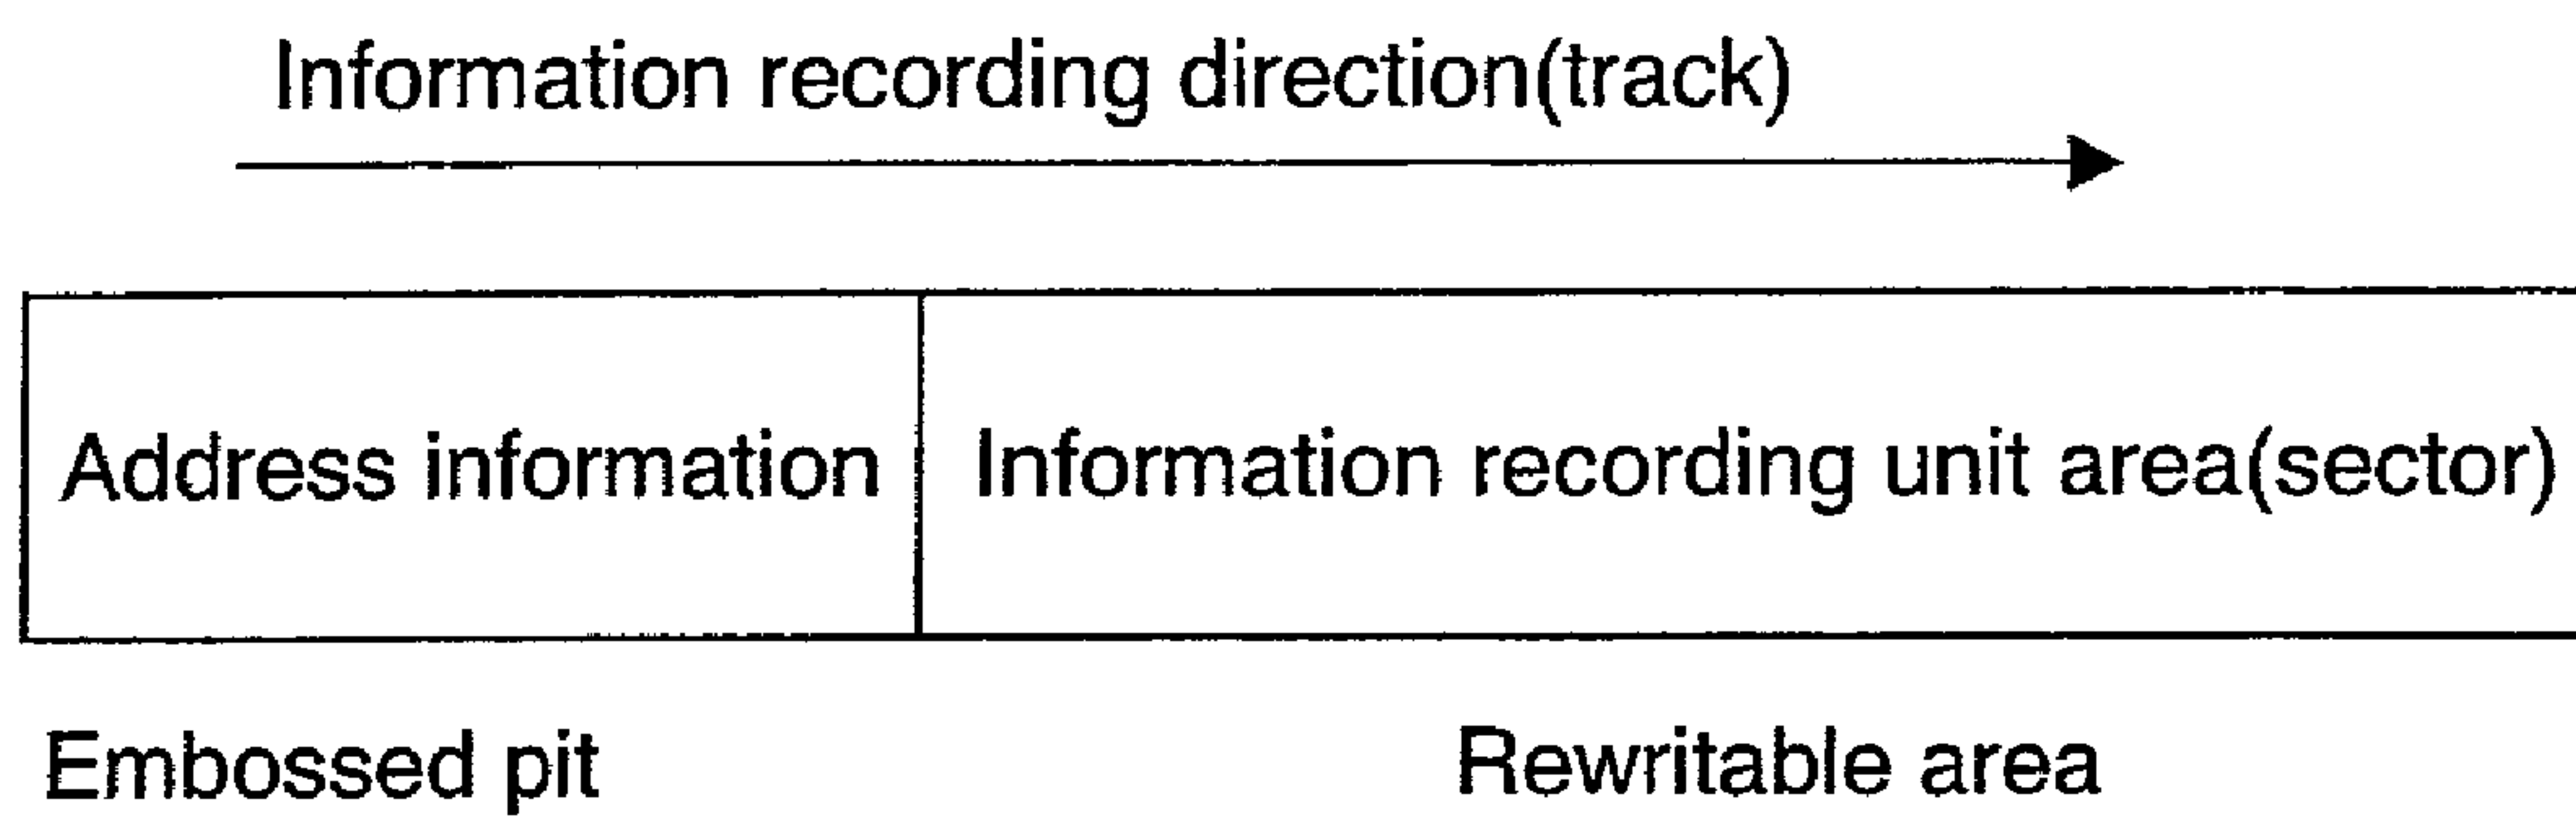 Information recording direction(track)
Address information
Information recording unit area(sector)
Embossed pit
Rewritable area